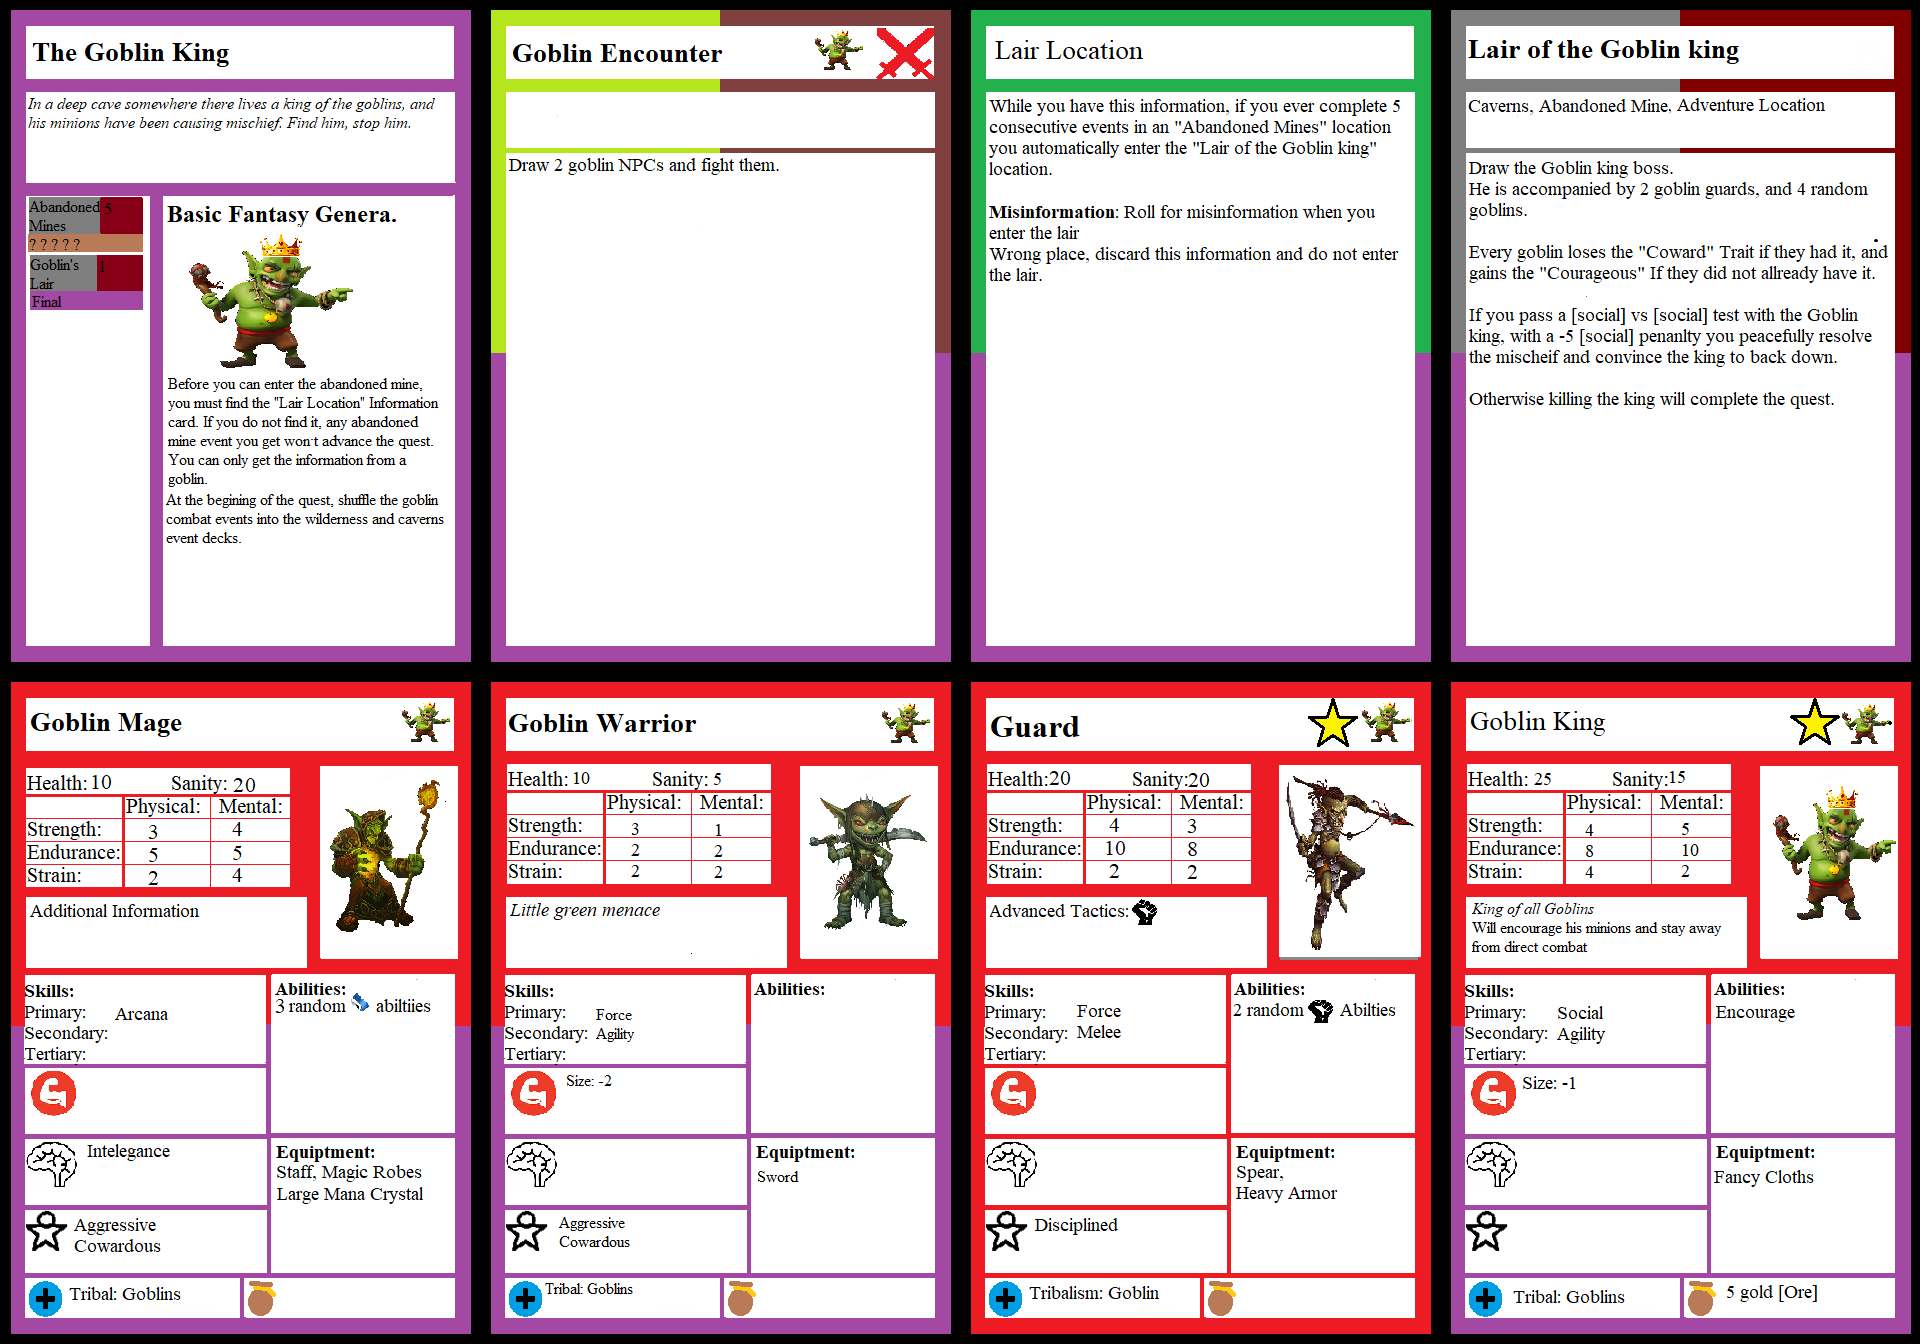 The Goblin King
In a deep cave somewhere there lives a king of the goblins, and
his minions have been causing mischief. Find him, stop him.
Abandoned 5
Mines
? ? ? ? ?
Goblin's 1
Lair
Final
Basic Fantasy Genera.
Before you can enter the abandoned mine,
you must find the "Lair Location" Information
card. If you do not find it, any abandoned
mine event you get won't advance the quest.
You can only get the information from a
goblin.
At the begining of the quest, shuffle the goblin
combat events into the wilderness and caverns
event decks.
Goblin Encounter
Draw 2 goblin NPCs and fight them.
Lair Location
While you have this information, if you ever complete 5
consecutive events in an "Abandoned Mines" location
you automatically enter the "Lair of the Goblin king"
location.
Misinformation: Roll for misinformation when you
enter the lair
Wrong place, discard this information and do not enter
the lair.
Lair of the Goblin king
Caverns, Abandoned Mine, Adventure Location
Draw the Goblin king boss.
He is accompanied by 2 goblin guards, and 4 random
goblins.
Every goblin loses the "Coward" Trait if they had it, and
gains the "Courageous" If they did not allready have it.
If you pass a [social] vs [social] test with the Goblin
king, with a -5 [social] penanlty you peacefully resolve
the mischeif and convince the king to back down.
Otherwise killing the king will complete the quest.
Goblin Mage
Health: 10 Sanity: 20
Physical: Mental:
Strength: 3 4
Endurance: 5 5
Strain: 2 4
Additional Information
Skills:
Primary: Arcana
Secondary:
Tertiary:
Abilities:
3 random abiltiies
Intelegance
Equiptment:
Staff, Magic Robes
Large Mana Crystal
Aggressive
Cowardous
Tribal: Goblins
Goblin Warrior
Health: 10 Sanity: 5
Physical: Mental:
Strength: 3 1
Endurance: 2 2
Strain: 2 2
Little green menace
Skills:
Primary: Force
Secondary: Agility
Tertiary:
Abilities:
Size: -2
Equiptment:
Sword
Aggressive
Cowardous
Tribal: Goblins
Guard
Health:20 Sanity:20
Physical: Mental:
Strength: 4 3
Endurance: 10 8
Strain: 2 2
Advanced Tactics:
Skills:
Primary: Force
Secondary: Melee
Tertiary:
Abilities:
2 random Abilties
Equiptment:
Spear,
Heavy Armor
Disciplined
Tribalism: Goblin
Goblin King
Health: 25 Sanity:15
Physical: Mental:
Strength: 4 5
Endurance: 8 10
Strain: 4 2
King of all Goblins
Will encourage his minions and stay away
from direct combat
Skills:
Primary: Social
Secondary: Agility
Tertiary:
Abilities:
Encourage
Size: -1
Equiptment:
Fancy Cloths
Tribal: Goblins
5 gold [Ore]